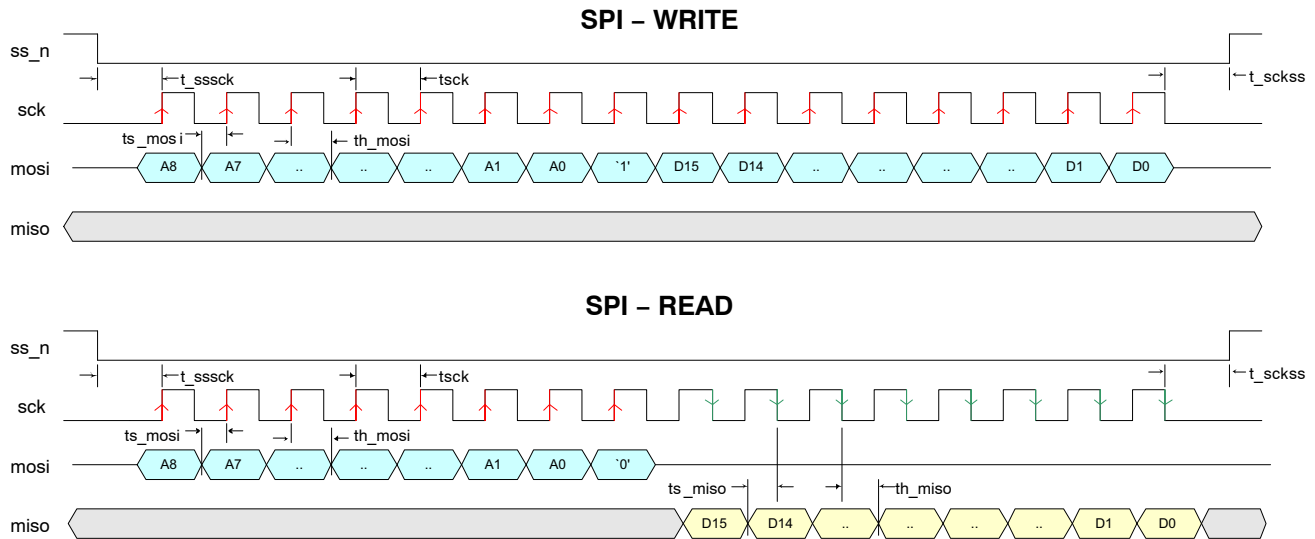 SPI – WRITE
ss_n
t_sssck tsck t_sckss
sck
ts_mosi th_mosi
mosi A8 A7 .. .. .. A1 A0 `1' D15 D14 .. .. .. .. D1 D0
miso
SPI – READ
ss_n
t_sssck tsck t_sckss
sck
ts_mosi th_mosi
mosi A8 A7 .. .. .. A1 A0 `0'
ts_miso th_miso
miso D15 D14 .. .. .. .. D1 D0